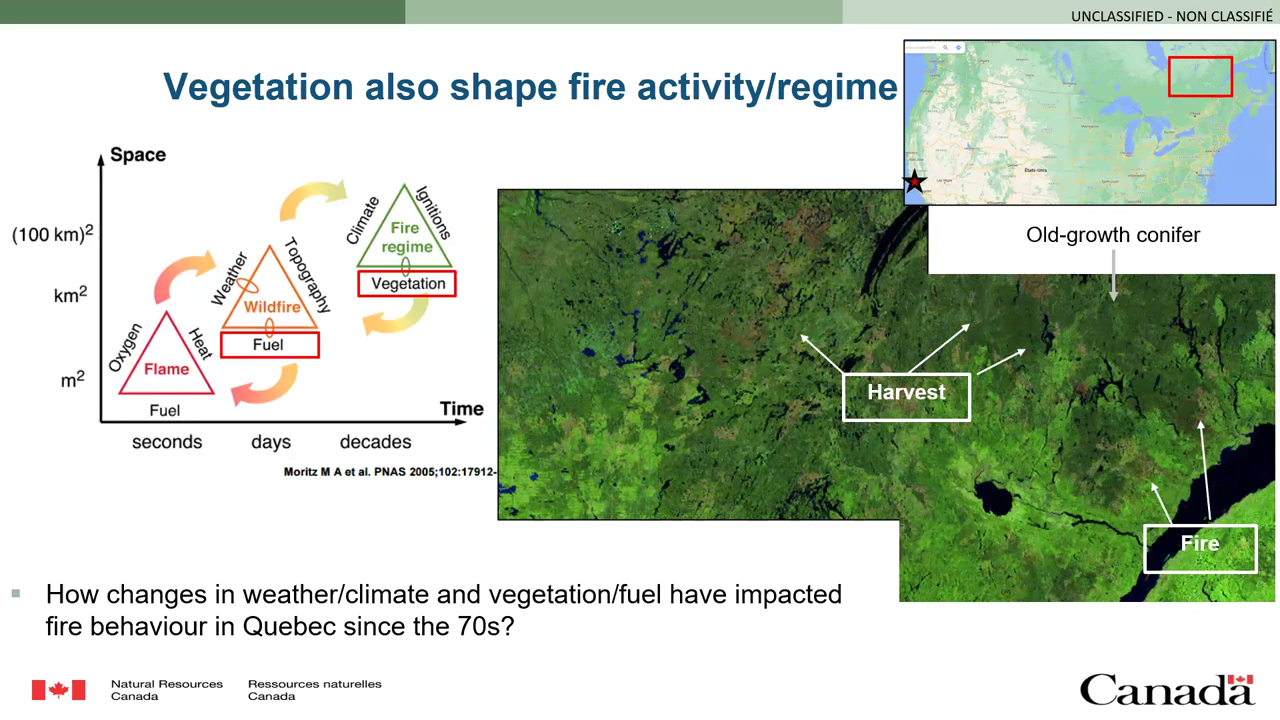 UNCLASSIFIED - NON CLASSIFIÉ
Vegetation also shape fire activity/regime
Space
(100 km)2
km2
m2
Oxygen
Heat
Flame
Fuel
Weather
Topography
Wildfire
Fuel
Climate
Ignitions
Fire
regime
Vegetation
Time
seconds
days
decades
Moritz M A et al. PNAS 2005;102:17912-
États-Unis
Old-growth conifer
Harvest
Fire
How changes in weather/climate and vegetation/fuel have impacted
fire behaviour in Quebec since the 70s?
Natural Resources
Canada
Ressources naturelles
Canada
Canada